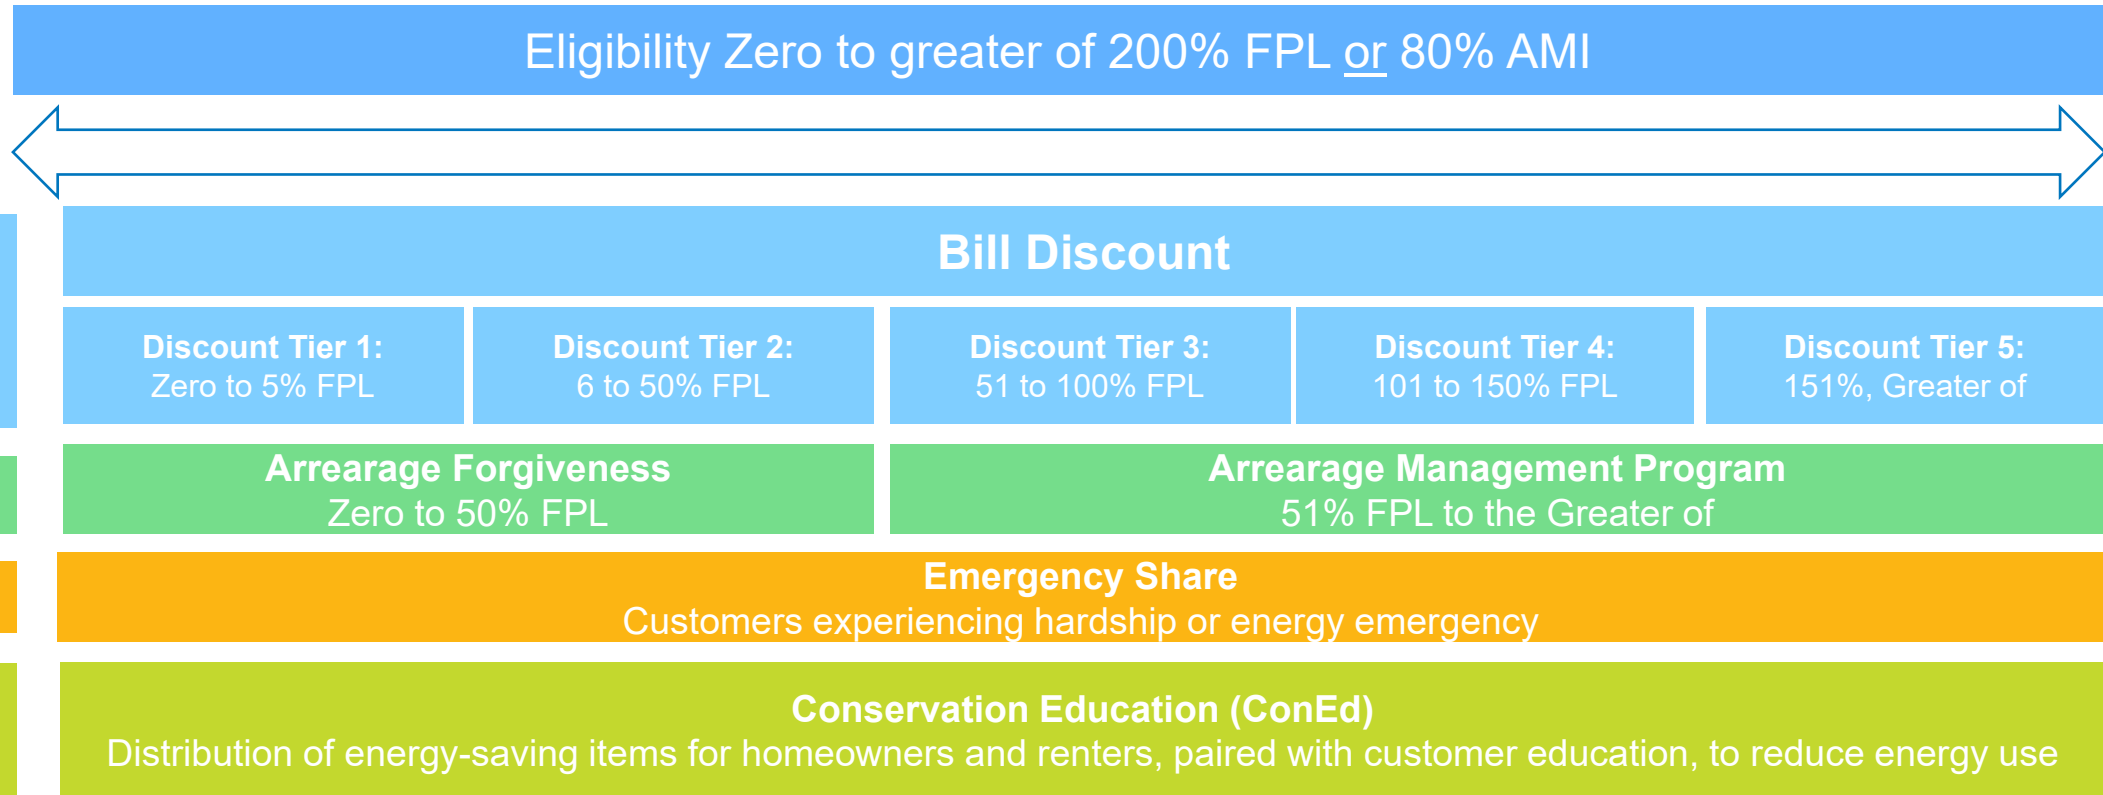 Eligibility Zero to greater of 200% FPL or 80% AMI
Bill Discount
Discount Tier 1:
Zero to 5% FPL
Discount Tier 2:
6 to 50% FPL
Discount Tier 3:
51 to 100% FPL
Discount Tier 4:
101 to 150% FPL
Discount Tier 5:
151%, Greater of
Arrearage Forgiveness
Zero to 50% FPL
Arrearage Management Program
51% FPL to the Greater of
Emergency Share
Customers experiencing hardship or energy emergency
Conservation Education (ConEd)
Distribution of energy-saving items for homeowners and renters, paired with customer education, to reduce energy use